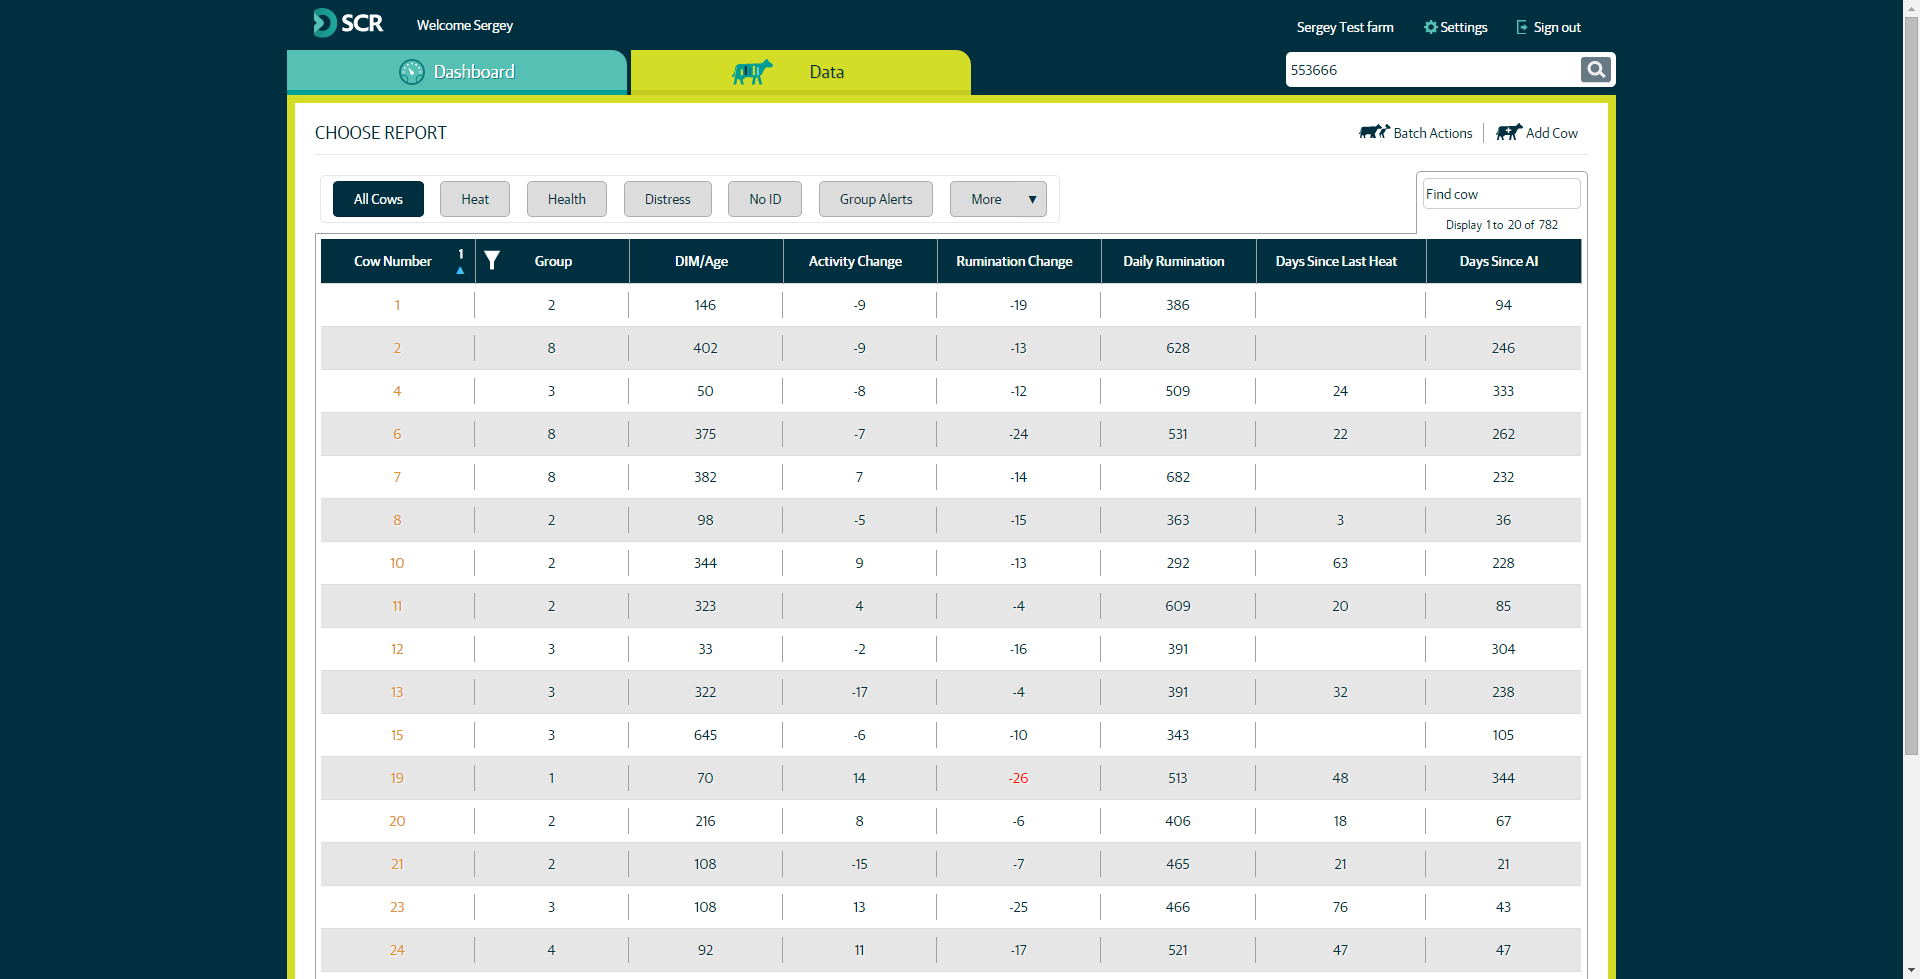 SCR
Welcome Sergey
Sergey Test farm Settings Sign out
Dashboard Data
553666
CHOOSE REPORT
Batch Actions Add Cow
All Cows Heat Health Distress No ID Group Alerts More ▼
Find cow
Display 1 to 20 of 782
Cow Number 1 ▲ Group DIM/Age Activity Change Rumination Change Daily Rumination Days Since Last Heat Days Since AI
1 2 146 -9 -19 386 94
2 8 402 -9 -13 628 246
4 3 50 -8 -12 509 24 333
6 8 375 -7 -24 531 22 262
7 8 382 7 -14 682 232
8 2 98 -5 -15 363 3 36
10 2 344 9 -13 292 63 228
11 2 323 4 -4 609 20 85
12 3 33 -2 -16 391 304
13 3 322 -17 -4 391 32 238
15 3 645 -6 -10 343 105
19 1 70 14 -26 513 48 344
20 2 216 8 -6 406 18 67
21 2 108 -15 -7 465 21 21
23 3 108 13 -25 466 76 43
24 4 92 11 -17 521 47 47